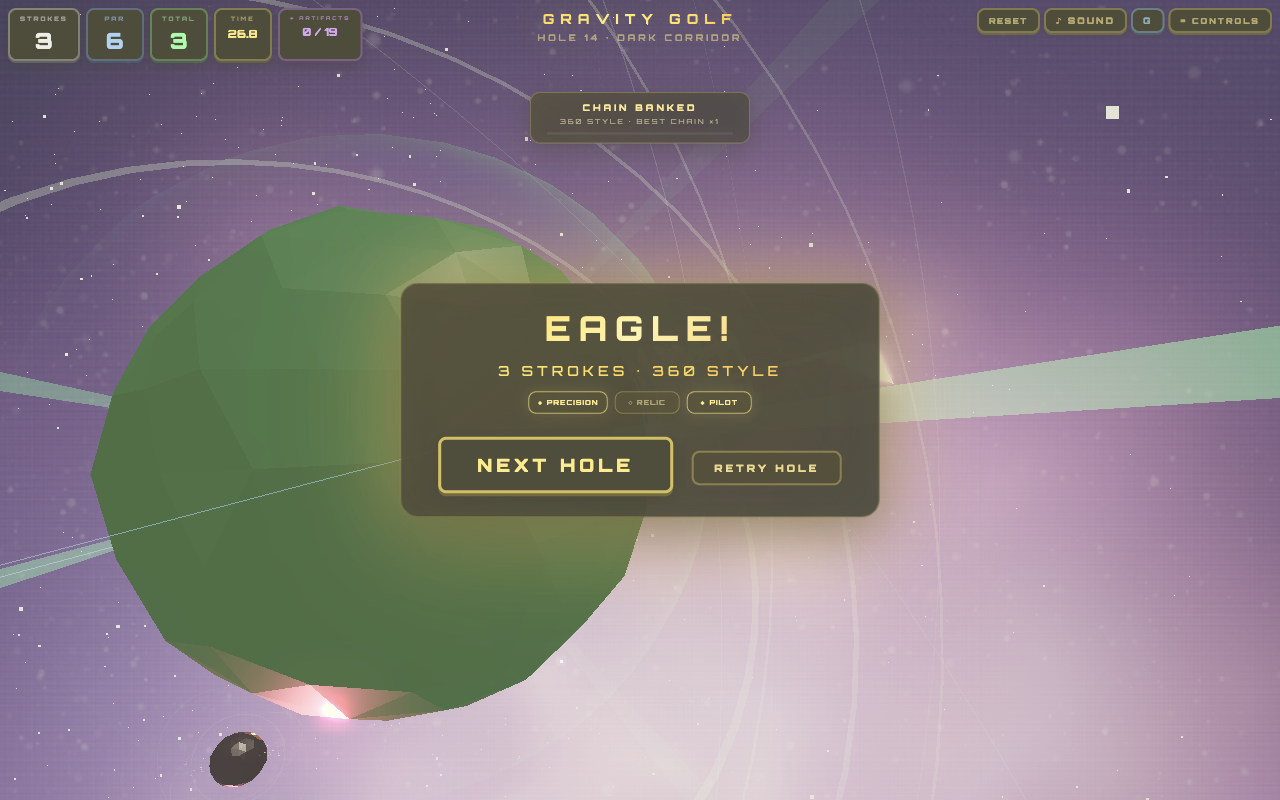 STROKES
3
PAR
6
TOTAL
3
TIME
26.8
ARTIFACTS
0/19
GRAVITY GOLF
HOLE 14 · DARK CORRIDOR
RESET
♪ SOUND
G
CONTROLS
CHAIN BANKED
360 STYLE · BEST CHAIN ×1
EAGLE!
3 STROKES · 360 STYLE
◆ PRECISION
◇ RELIC
◆ PILOT
NEXT HOLE
RETRY HOLE